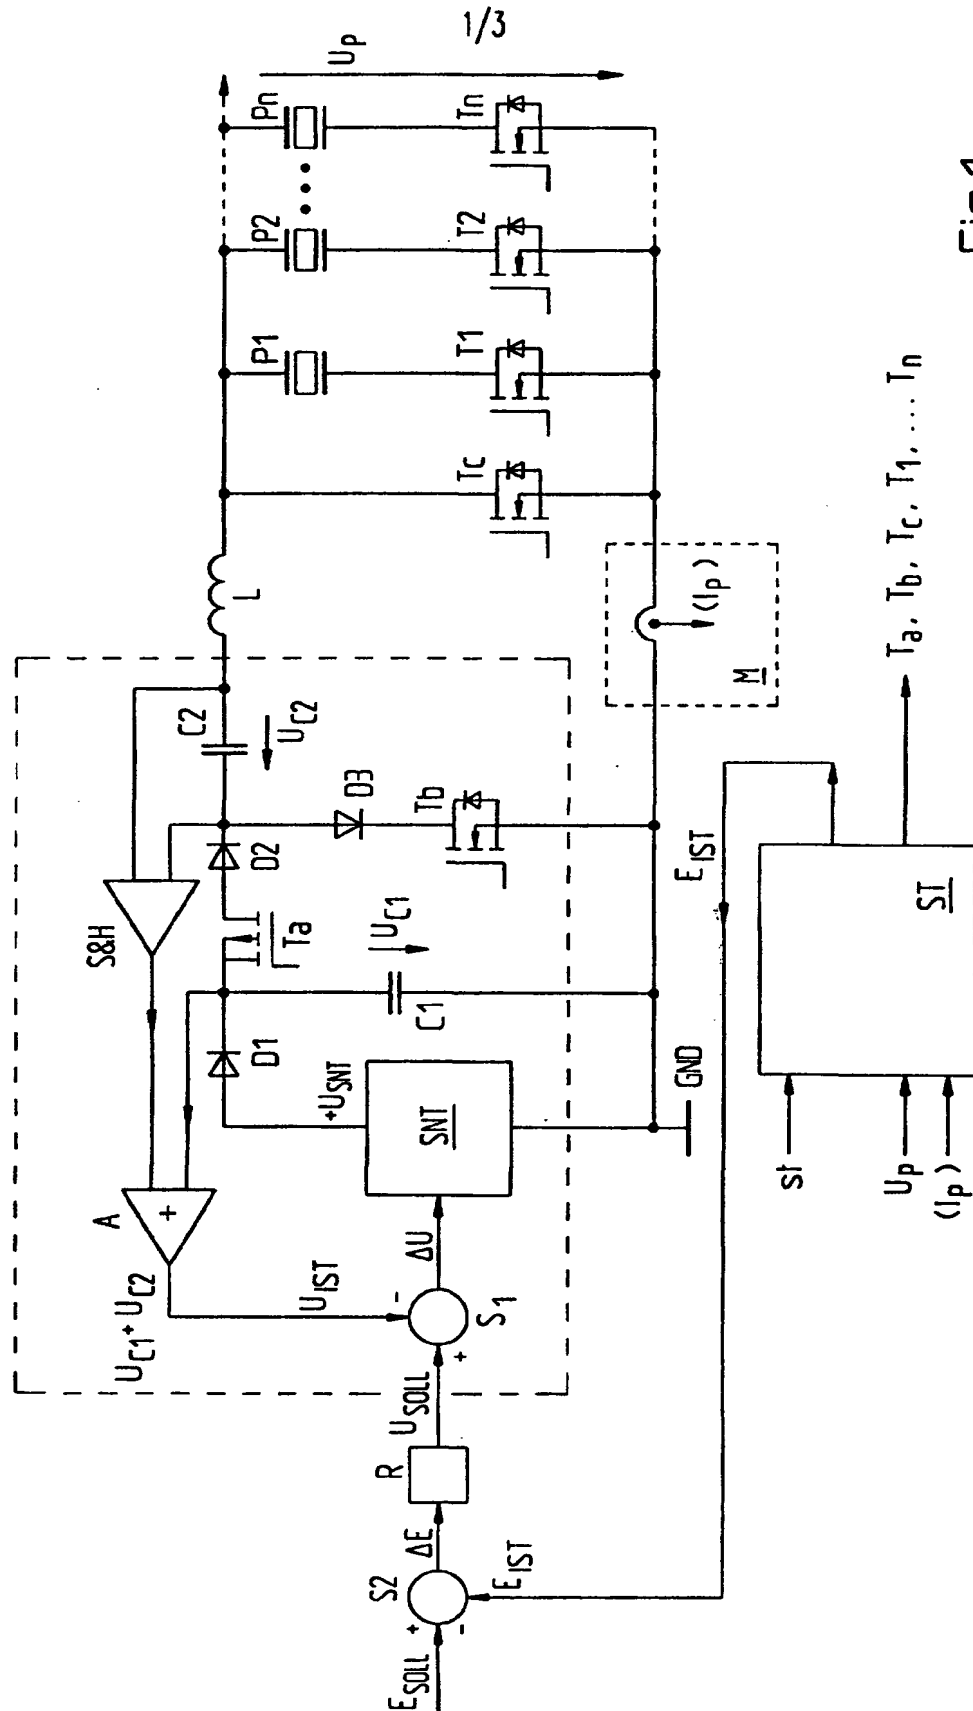 1/3
U_P
P1
P2
Pn
T1
T2
Tn
Tc
L
C2
U_C2
S&H
D2
D3
Ta
Tb
U_C1
C1
D1
+U_SNT
SNT
GND
A
+
U_C1+U_C2
U_IST
ΔU
-
+
S1
U_SOLL
R
ΔE
S2
+
-
E_SOLL
E_IST
(I_P)
M
E_IST
ST
st
U_P
(I_P)
Ta, Tb, Tc, T1, ... Tn